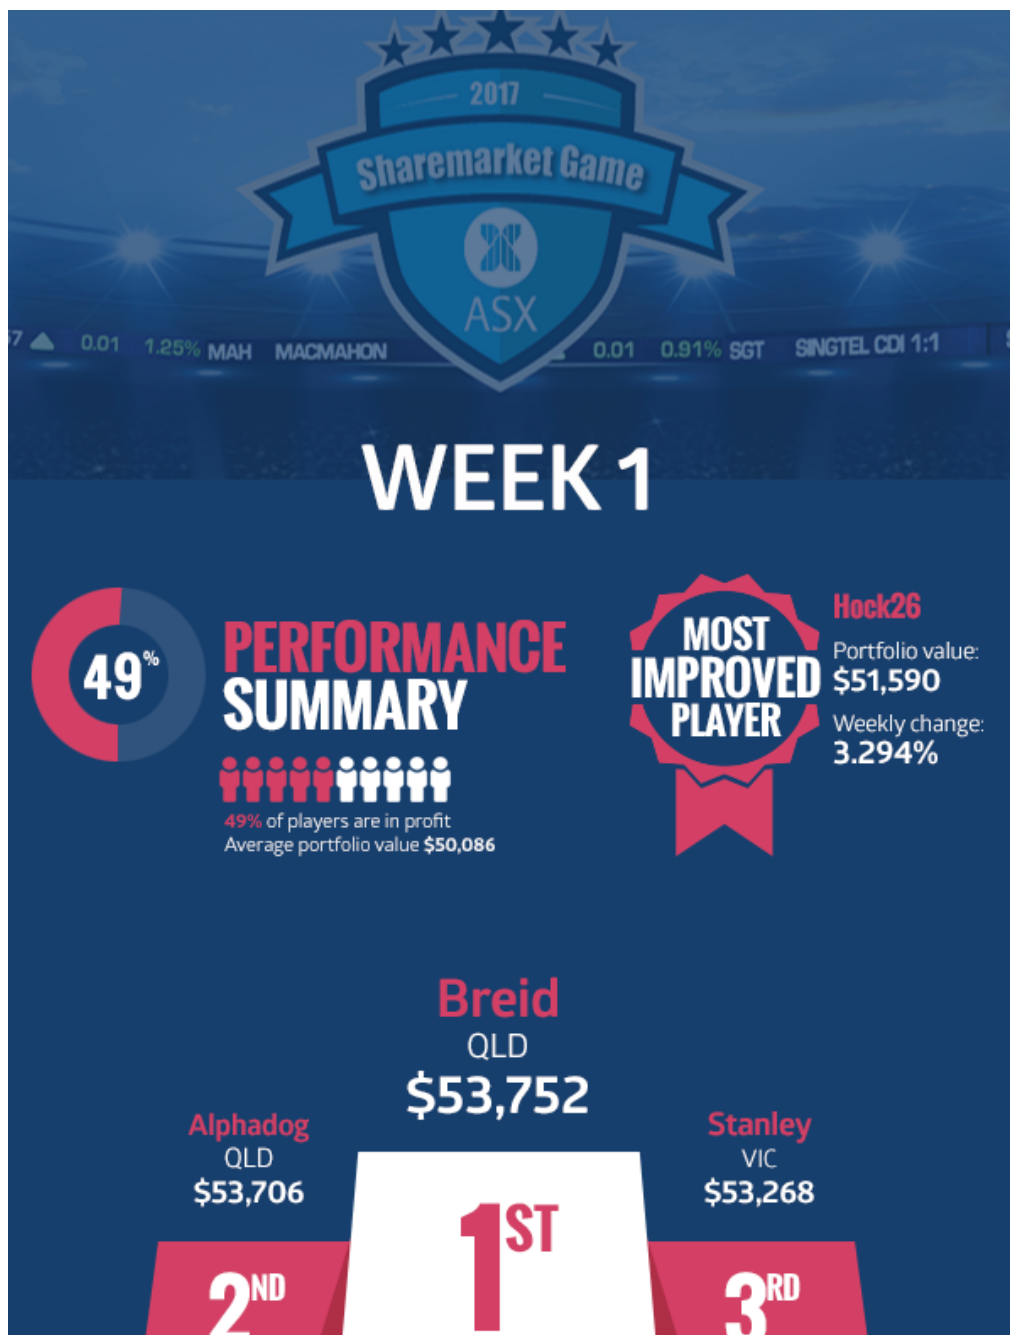 2017
Sharemarket Game
ASX
0.01 1.25% MAH MACMAHON
0.01 0.91% SGT SINGTEL CDI 1:1
WEEK 1
49%
PERFORMANCE
SUMMARY
49% of players are in profit
Average portfolio value $50,086
MOST
IMPROVED
PLAYER
Hock26
Portfolio value:
$51,590
Weekly change:
3.294%
Breid
QLD
$53,752
Alphadog
QLD
$53,706
Stanley
VIC
$53,268
1ST
2ND
3RD